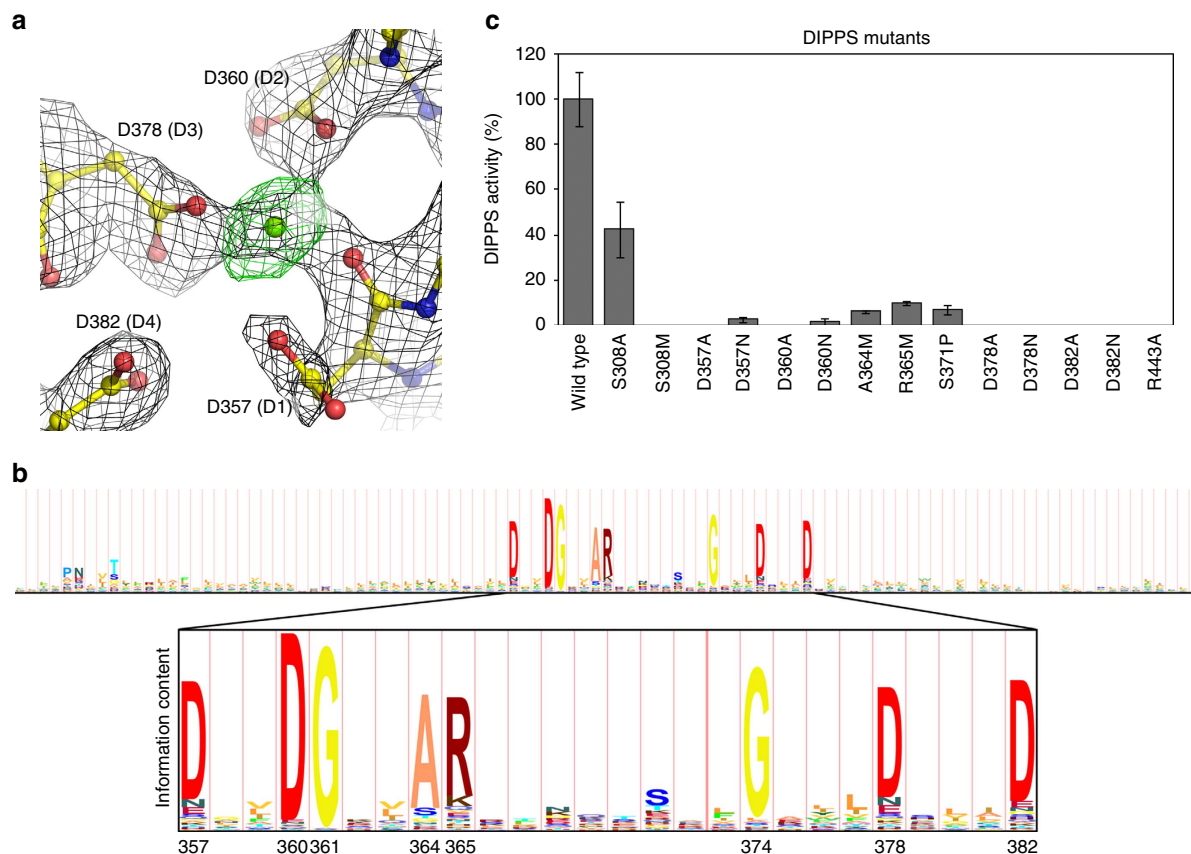 a
D360 (D2)
D378 (D3)
D382 (D4)
D357 (D1)
c
DIPPS mutants
DIPPS activity (%)
120
100
80
60
40
20
0
Wild type
S308A
S308M
D357A
D357N
D360A
D360N
A364M
R365M
S371P
D378A
D378N
D382A
D382N
R443A
b
P N T D D G A R S G D D
Information content
D D G A R S G D D
357 360 361 364 365 374 378 382